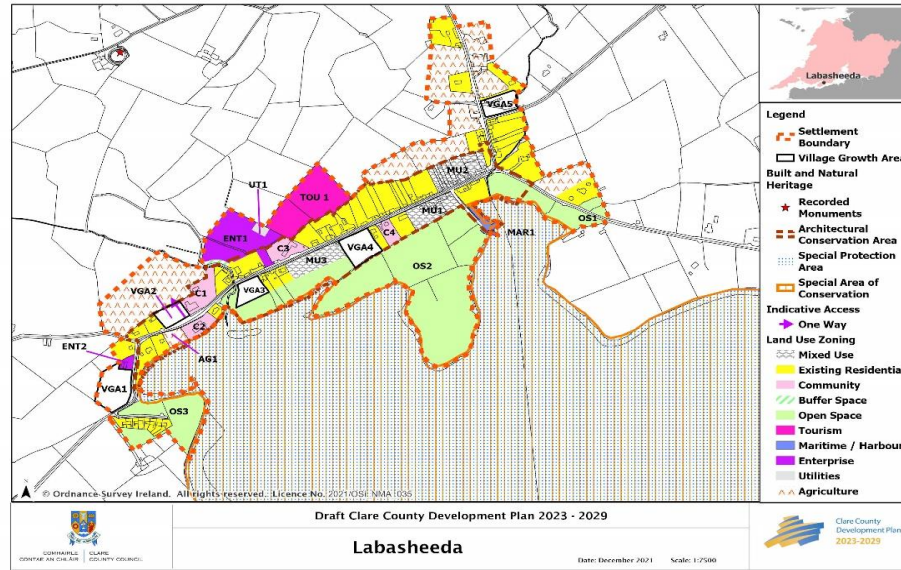 Labasheeda
Legend
Settlement
Boundary
Village Growth Area
Built and Natural
Heritage
Recorded
Monuments
Architectural
Conservation Area
Special Protection
Area
Special Area of
Conservation
Indicative Access
One Way
Land Use Zoning
Mixed Use
Existing Residential
Community
Buffer Space
Open Space
Tourism
Maritime / Harbour
Enterprise
Utilities
Agriculture
VGA5
MU2
UT1
TOU 1
MU1
OS1
ENT1
C3
C4
MAR1
VGA4
MU3
OS2
VGA2
C1
VGA3
C2
ENT2
AG1
VGA1
OS3
© Ordnance Survey Ireland. All rights reserved. Licence No. 2021/OSi NMA 035
COMHAIRLE CONTAE AN CHLÁIR
CLARE COUNTY COUNCIL
Draft Clare County Development Plan 2023 - 2029
Labasheeda
Date: December 2021 Scale: 1:7500
Clare County
Development Plan
2023-2029